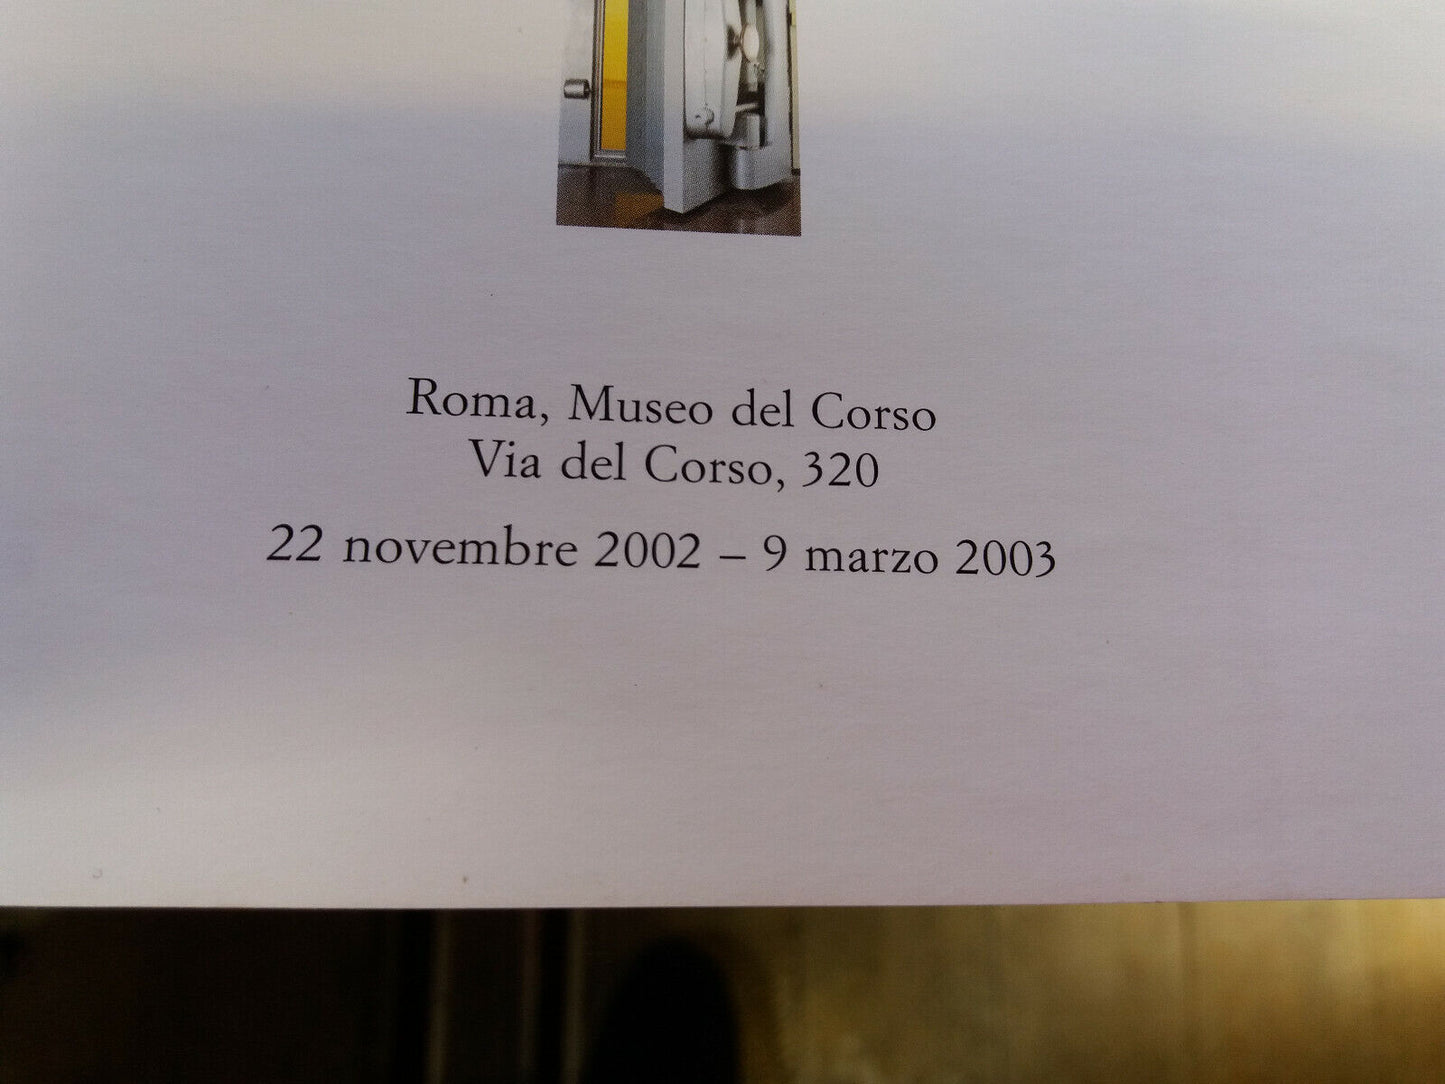 Roma, Museo del Corso
Via del Corso, 320
22 novembre 2002 – 9 marzo 2003